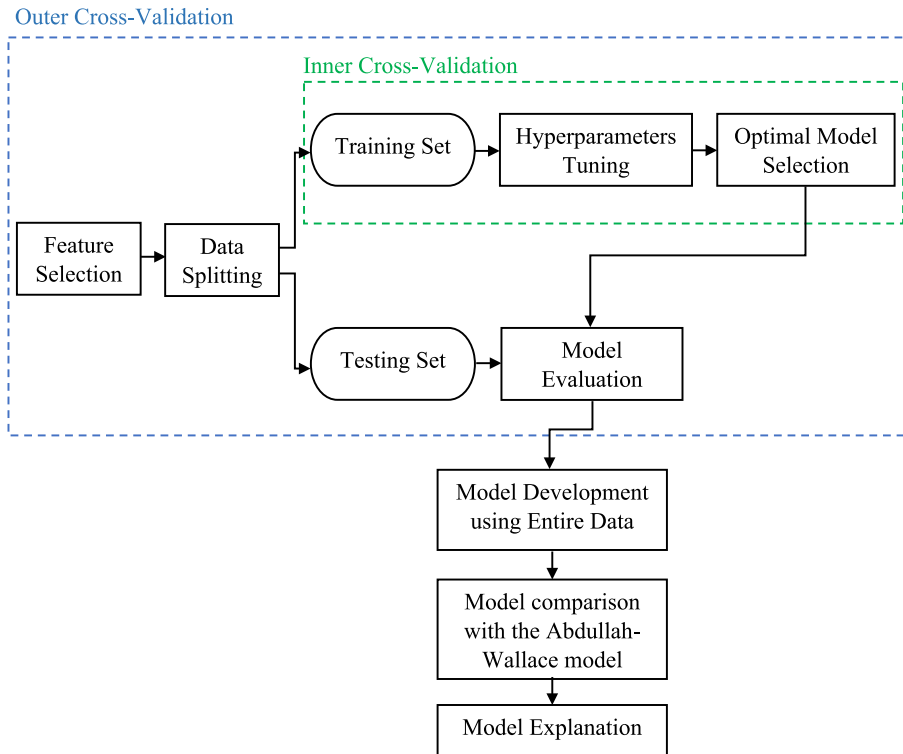 Outer Cross-Validation
Inner Cross-Validation
Training Set
Hyperparameters
Tuning
Optimal Model
Selection
Feature
Selection
Data
Splitting
Testing Set
Model
Evaluation
Model Development
using Entire Data
Model comparison
with the Abdullah-
Wallace model
Model Explanation